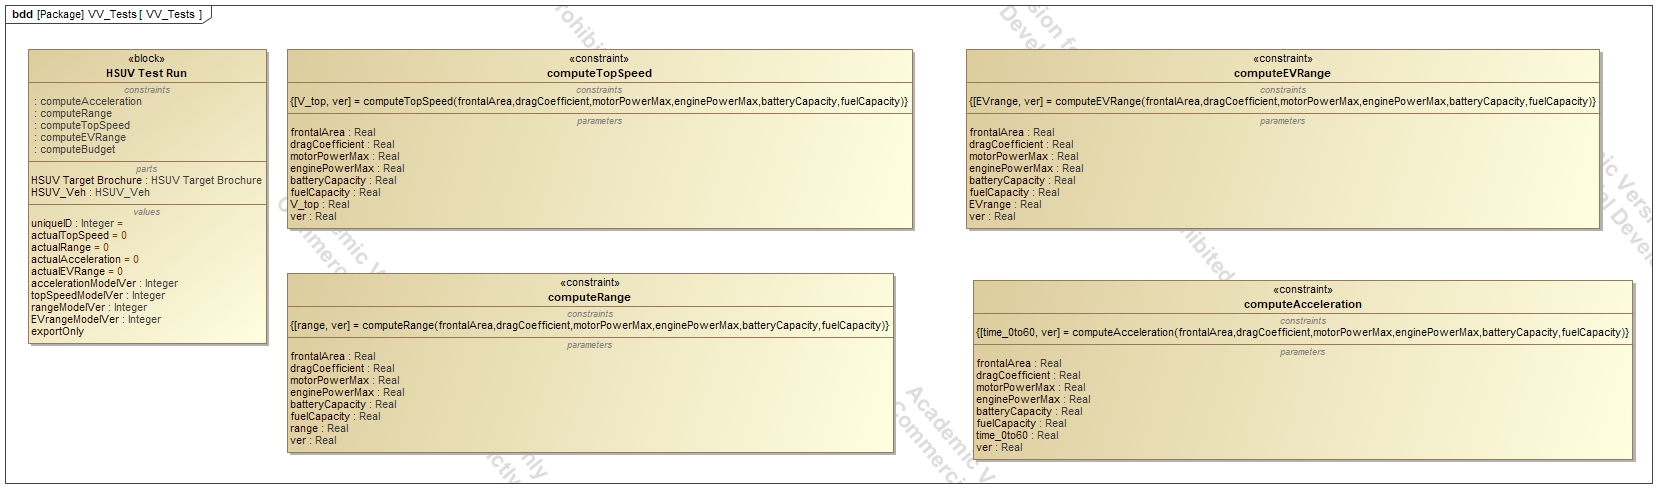 bdd [Package] VV_Tests [ VV_Tests ]
«block»
HSUV Test Run
constraints
: computeAcceleration
: computeRange
: computeTopSpeed
: computeEVRange
: computeBudget
parts
HSUV Target Brochure : HSUV Target Brochure
HSUV_Veh : HSUV_Veh
values
uniqueID : Integer =
actualTopSpeed = 0
actualRange = 0
actualAcceleration = 0
actualEVRange = 0
accelerationModelVer : Integer
topSpeedModelVer : Integer
rangeModelVer : Integer
EVrangeModelVer : Integer
exportOnly
«constraint»
computeTopSpeed
constraints
{[V_top, ver] = computeTopSpeed(frontalArea,dragCoefficient,motorPowerMax,enginePowerMax,batteryCapacity,fuelCapacity)}
parameters
frontalArea : Real
dragCoefficient : Real
motorPowerMax : Real
enginePowerMax : Real
batteryCapacity : Real
fuelCapacity : Real
V_top : Real
ver : Real
«constraint»
computeEVRange
constraints
{[EVrange, ver] = computeEVRange(frontalArea,dragCoefficient,motorPowerMax,enginePowerMax,batteryCapacity,fuelCapacity)}
parameters
frontalArea : Real
dragCoefficient : Real
motorPowerMax : Real
enginePowerMax : Real
batteryCapacity : Real
fuelCapacity : Real
EVrange : Real
ver : Real
«constraint»
computeRange
constraints
{[range, ver] = computeRange(frontalArea,dragCoefficient,motorPowerMax,enginePowerMax,batteryCapacity,fuelCapacity)}
parameters
frontalArea : Real
dragCoefficient : Real
motorPowerMax : Real
enginePowerMax : Real
batteryCapacity : Real
fuelCapacity : Real
range : Real
ver : Real
«constraint»
computeAcceleration
constraints
{[time_0to60, ver] = computeAcceleration(frontalArea,dragCoefficient,motorPowerMax,enginePowerMax,batteryCapacity,fuelCapacity)}
parameters
frontalArea : Real
dragCoefficient : Real
motorPowerMax : Real
enginePowerMax : Real
batteryCapacity : Real
fuelCapacity : Real
time_0to60 : Real
ver : Real
Academic V
Commerci